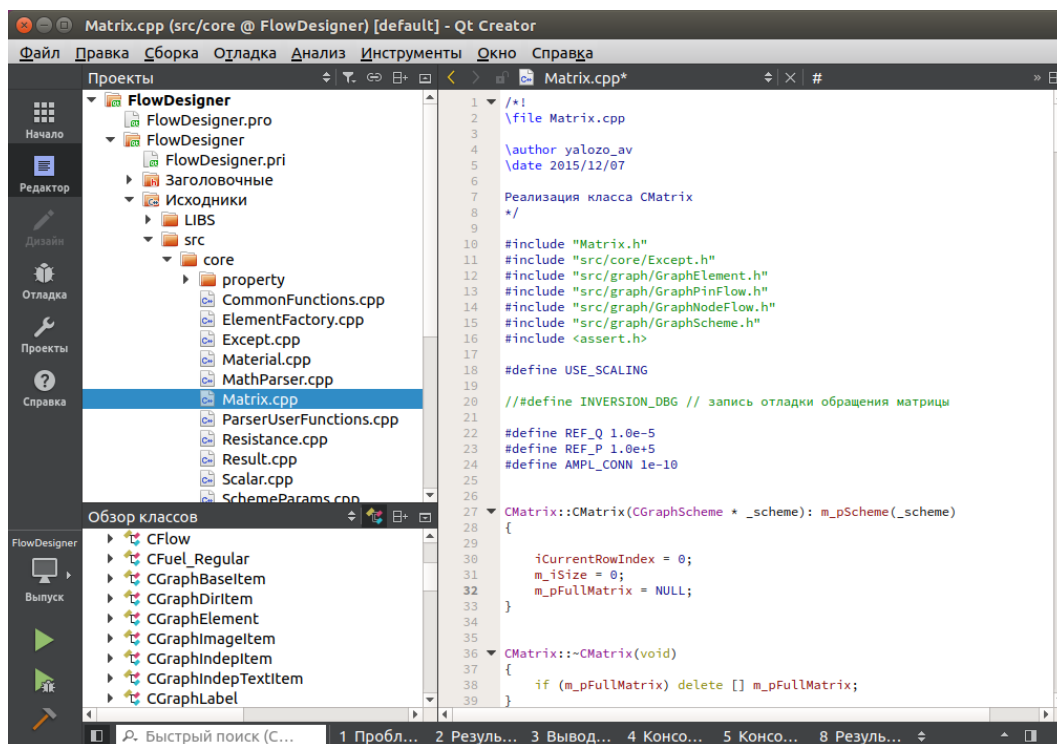 Matrix.cpp (src/core @ FlowDesigner) [default] - Qt Creator
Файл Правка Сборка Отладка Анализ Инструменты Окно Справка
Проекты
Matrix.cpp*
#
Начало
Редактор
Дизайн
Отладка
Проекты
Справка
FlowDesigner
Выпуск
FlowDesigner
FlowDesigner.pro
FlowDesigner
FlowDesigner.pri
Заголовочные
Исходники
LIBS
src
core
property
CommonFunctions.cpp
ElementFactory.cpp
Except.cpp
Material.cpp
MathParser.cpp
Matrix.cpp
ParserUserFunctions.cpp
Resistance.cpp
Result.cpp
Scalar.cpp
SchemeParams.cpp
Обзор классов
CFlow
CFuel_Regular
CGraphBaseItem
CGraphDirItem
CGraphElement
CGraphImageItem
CGraphIndepItem
CGraphIndepTextItem
CGraphLabel
1 /*!
2 \file Matrix.cpp
3
4 \author yalozo_av
5 \date 2015/12/07
6
7 Реализация класса CMatrix
8 */
9
10 #include "Matrix.h"
11 #include "src/core/Except.h"
12 #include "src/graph/GraphElement.h"
13 #include "src/graph/GraphPinFlow.h"
14 #include "src/graph/GraphNodeFlow.h"
15 #include "src/graph/GraphScheme.h"
16 #include <assert.h>
17
18 #define USE_SCALING
19
20 //#define INVERSION_DBG // запись отладки обращения матрицы
21
22 #define REF_Q 1.0e-5
23 #define REF_P 1.0e+5
24 #define AMPL_CONN 1e-10
25
26
27 CMatrix::CMatrix(CGraphScheme * _scheme): m_pScheme(_scheme)
28 {
29
30 iCurrentRowIndex = 0;
31 m_iSize = 0;
32 m_pFullMatrix = NULL;
33 }
34
35
36 CMatrix::~CMatrix(void)
37 {
38 if (m_pFullMatrix) delete [] m_pFullMatrix;
39 }
Быстрый поиск (C... 1 Пробл... 2 Резуль... 3 Вывод... 4 Консо... 5 Консо... 8 Резуль...